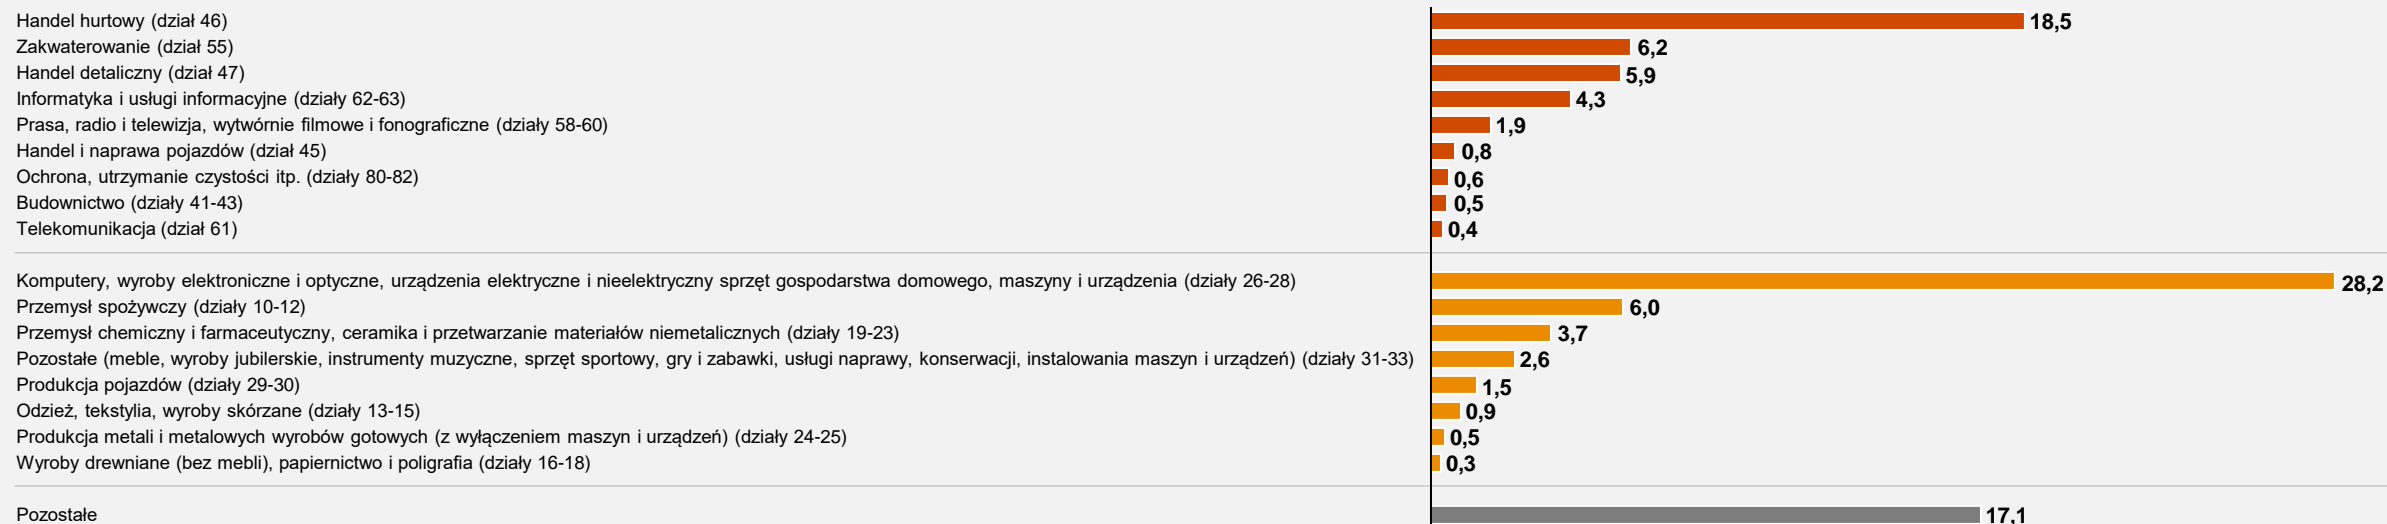 Handel hurtowy (dział 46) 18,5
Zakwaterowanie (dział 55) 6,2
Handel detaliczny (dział 47) 5,9
Informatyka i usługi informacyjne (działy 62-63) 4,3
Prasa, radio i telewizja, wytwórnie filmowe i fonograficzne (działy 58-60) 1,9
Handel i naprawa pojazdów (dział 45) 0,8
Ochrona, utrzymanie czystości itp. (działy 80-82) 0,6
Budownictwo (działy 41-43) 0,5
Telekomunikacja (dział 61) 0,4
Komputery, wyroby elektroniczne i optyczne, urządzenia elektryczne i nieelektryczny sprzęt gospodarstwa domowego, maszyny i urządzenia (działy 26-28) 28,2
Przemysł spożywczy (działy 10-12) 6,0
Przemysł chemiczny i farmaceutyczny, ceramika i przetwarzanie materiałów niemetalicznych (działy 19-23) 3,7
Pozostałe (meble, wyroby jubilerskie, instrumenty muzyczne, sprzęt sportowy, gry i zabawki, usługi naprawy, konserwacji, instalowania maszyn i urządzeń) (działy 31-33) 2,6
Produkcja pojazdów (działy 29-30) 1,5
Odzież, tekstylia, wyroby skórzane (działy 13-15) 0,9
Produkcja metali i metalowych wyrobów gotowych (z wyłączeniem maszyn i urządzeń) (działy 24-25) 0,5
Wyroby drewniane (bez mebli), papiernictwo i poligrafia (działy 16-18) 0,3
Pozostałe 17,1